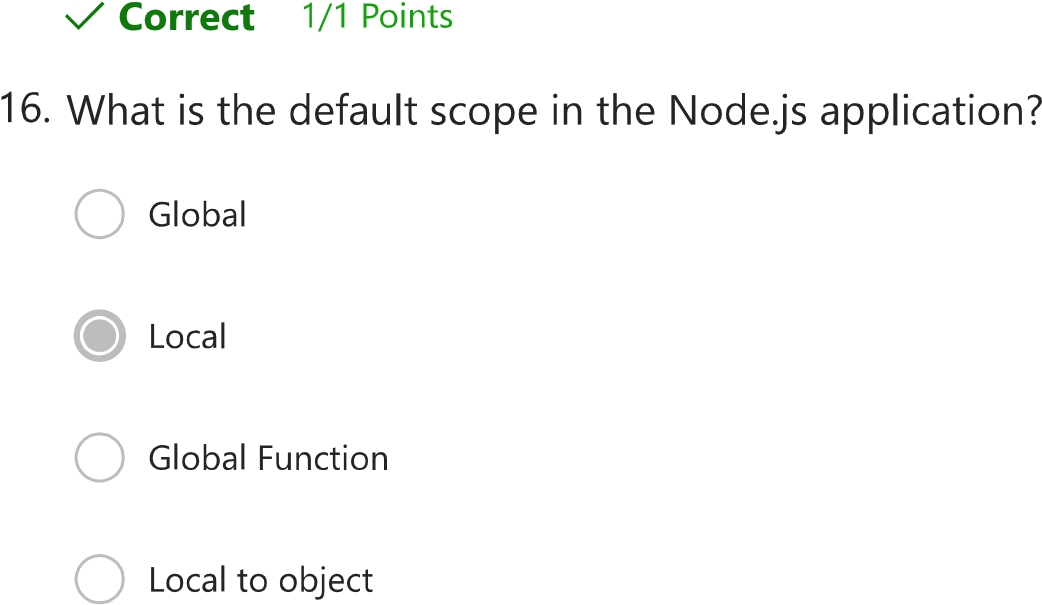 Correct 1/1 Points
16. What is the default scope in the Node.js application?
Global
Local
Global Function
Local to object